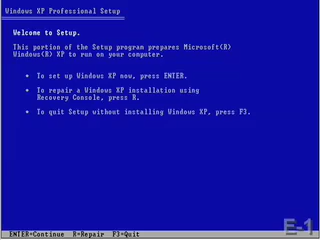 Windows XP Professional Setup
Welcome to Setup.
This portion of the Setup program prepares Microsoft(R)
Windows(R) XP to run on your computer.
• To set up Windows XP now, press ENTER.
• To repair a Windows XP installation using
Recovery Console, press R.
• To quit Setup without installing Windows XP, press F3.
E-1
ENTER=Continue R=Repair F3=Quit